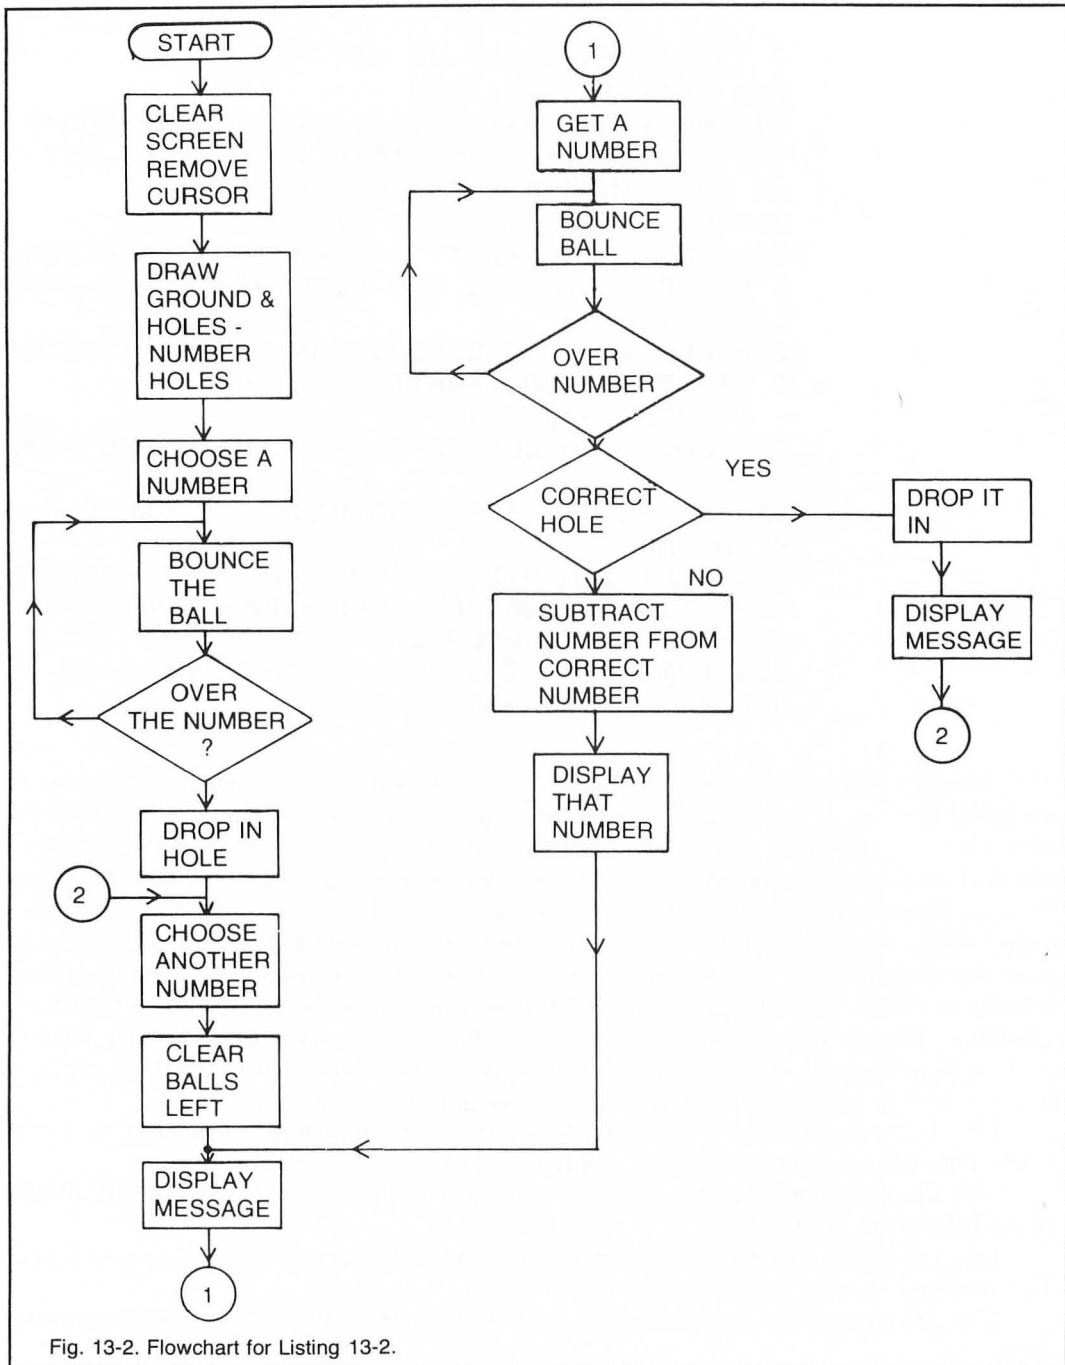 START
CLEAR
SCREEN
REMOVE
CURSOR
DRAW
GROUND &
HOLES -
NUMBER
HOLES
CHOOSE A
NUMBER
BOUNCE
THE
BALL
OVER
THE NUMBER
?
DROP IN
HOLE
2
CHOOSE
ANOTHER
NUMBER
CLEAR
BALLS
LEFT
DISPLAY
MESSAGE
1
1
GET A
NUMBER
BOUNCE
BALL
OVER
NUMBER
CORRECT
HOLE
YES
DROP IT
IN
DISPLAY
MESSAGE
2
NO
SUBTRACT
NUMBER FROM
CORRECT
NUMBER
DISPLAY
THAT
NUMBER
Fig. 13-2. Flowchart for Listing 13-2.